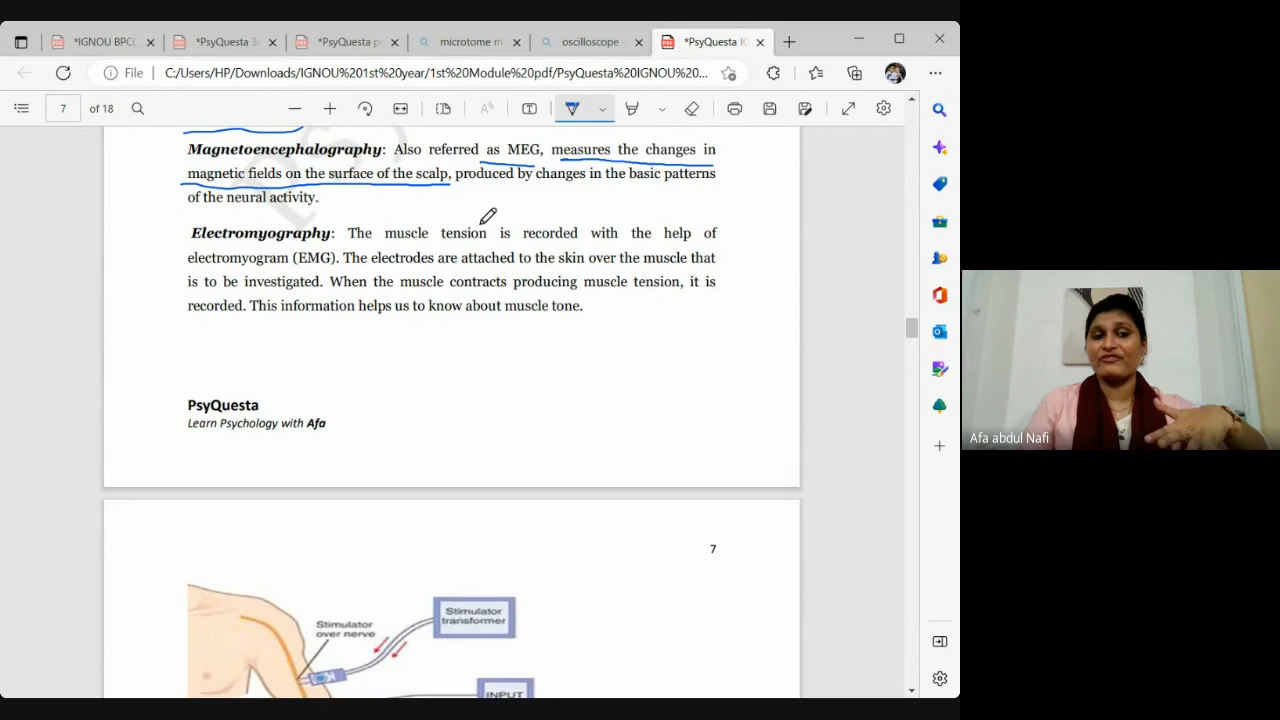 *IGNOU BPCC
*PsyQuesta 3
*PsyQuesta p
microtome m
oscilloscope -
*PsyQuesta IG
File
C:/Users/HP/Downloads/IGNOU%201st%20year/1st%20Module%20pdf/PsyQuesta%20IGNOU%20...
7 of 18
Magnetoencephalography: Also referred as MEG, measures the changes in
magnetic fields on the surface of the scalp, produced by changes in the basic patterns
of the neural activity.
Electromyography: The muscle tension is recorded with the help of
electromyogram (EMG). The electrodes are attached to the skin over the muscle that
is to be investigated. When the muscle contracts producing muscle tension, it is
recorded. This information helps us to know about muscle tone.
PsyQuesta
Learn Psychology with Afa
Afa abdul Nafi
7
Stimulator
over nerve
Stimulator
transformer
INPUT